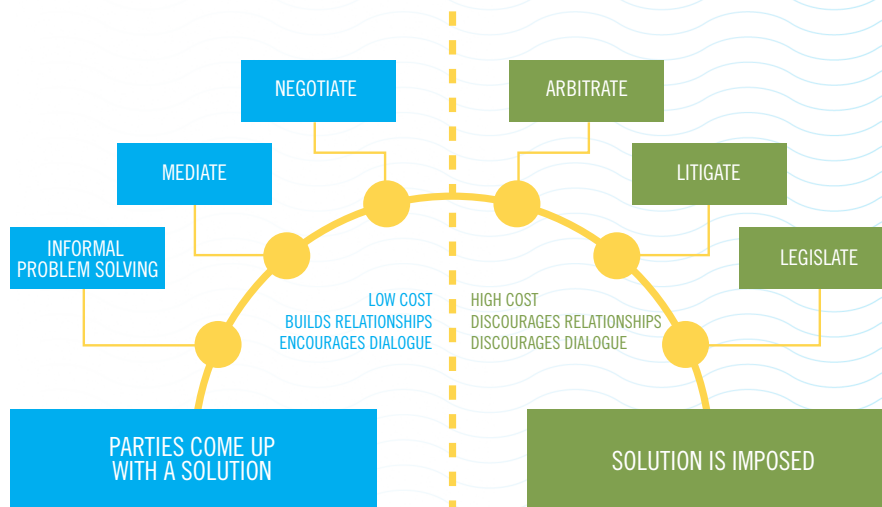 NEGOTIATE
ARBITRATE
MEDIATE
LITIGATE
INFORMAL
PROBLEM SOLVING
LEGISLATE
LOW COST
BUILDS RELATIONSHIPS
ENCOURAGES DIALOGUE
HIGH COST
DISCOURAGES RELATIONSHIPS
DISCOURAGES DIALOGUE
PARTIES COME UP
WITH A SOLUTION
SOLUTION IS IMPOSED